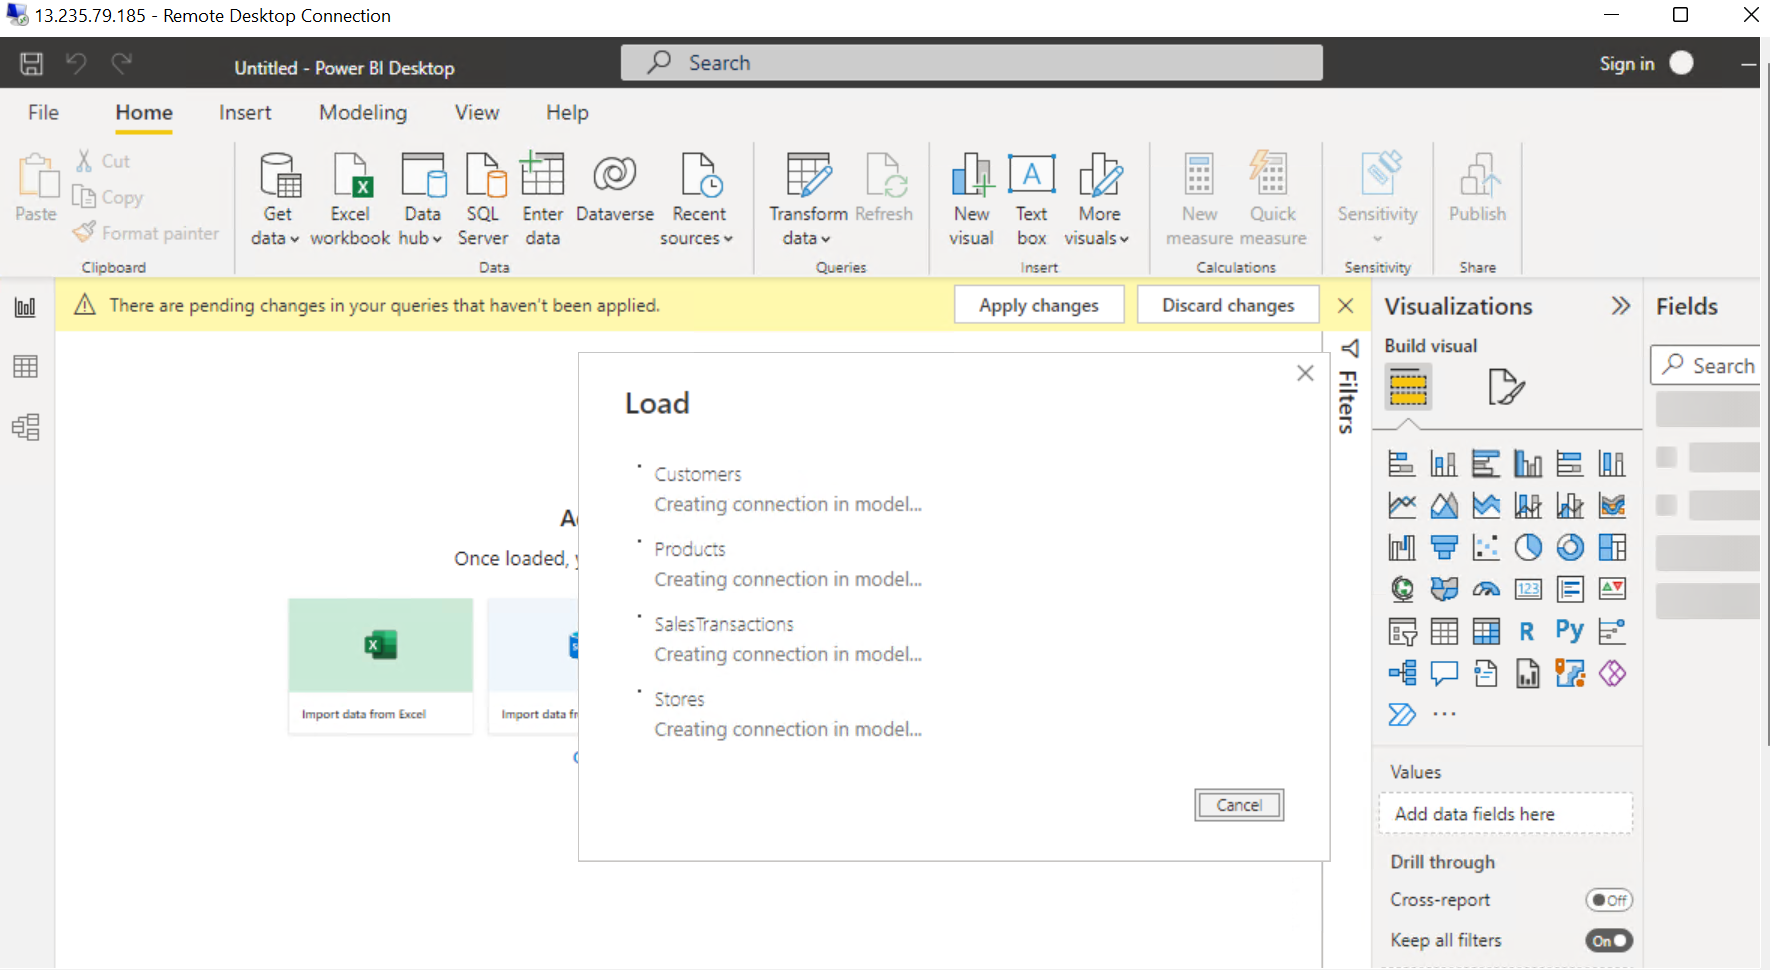 13.235.79.185 - Remote Desktop Connection
Untitled - Power BI Desktop
Search
Sign in
File
Home
Insert
Modeling
View
Help
Paste
Cut
Copy
Format painter
Clipboard
Get data
Excel workbook
Data hub
SQL Server
Enter data
Dataverse
Recent sources
Data
Transform data
Refresh
Queries
New visual
Text box
More visuals
Insert
New measure
Quick measure
Calculations
Sensitivity
Sensitivity
Publish
Share
There are pending changes in your queries that haven't been applied.
Apply changes
Discard changes
Once loaded,
Import data from Excel
Import data
Load
Customers
Creating connection in model...
Products
Creating connection in model...
SalesTransactions
Creating connection in model...
Stores
Creating connection in model...
Cancel
Filters
Visualizations
Build visual
123
R
Py
Values
Add data fields here
Drill through
Cross-report
Off
Keep all filters
On
Fields
Search